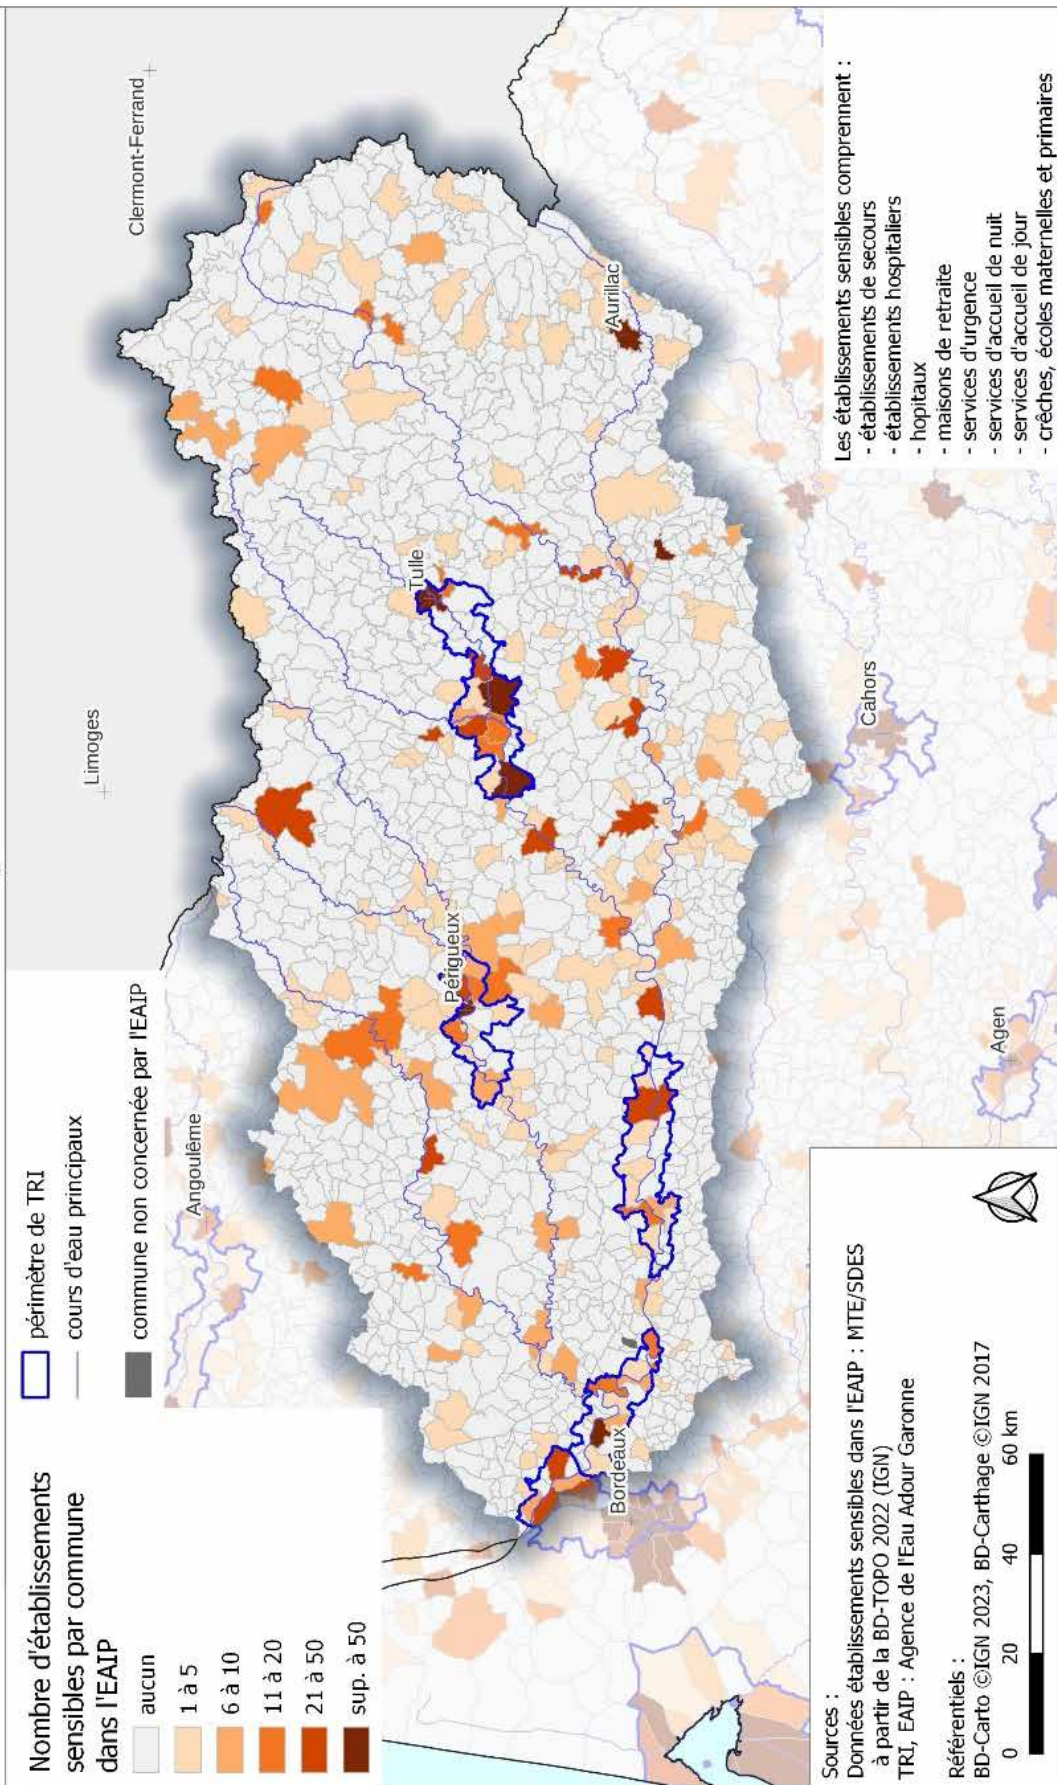 Nombre d'établissements
sensibles par commune
dans l'EAIP
aucun
1 à 5
6 à 10
11 à 20
21 à 50
sup. à 50
périmètre de TRI
cours d'eau principaux
commune non concernée par l'EAIP
Limoges
Clermont-Ferrand
Angoulême
Périgueux
Tulle
Aurillac
Bordeaux
Cahors
Agen
Sources :
Données établissements sensibles dans l'EAIP : MTE/SDES
à partir de la BD-TOPO 2022 (IGN)
TRI, EAIP : Agence de l'Eau Adour Garonne
Référentiels :
BD-Carto ©IGN 2023, BD-Carthage ©IGN 2017
0 20 40 60 km
Les établissements sensibles comprennent :
- établissements de secours
- établissements hospitaliers
- hopitaux
- maisons de retraite
- services d'urgence
- services d'accueil de nuit
- services d'accueil de jour
- crêches, écoles maternelles et primaires